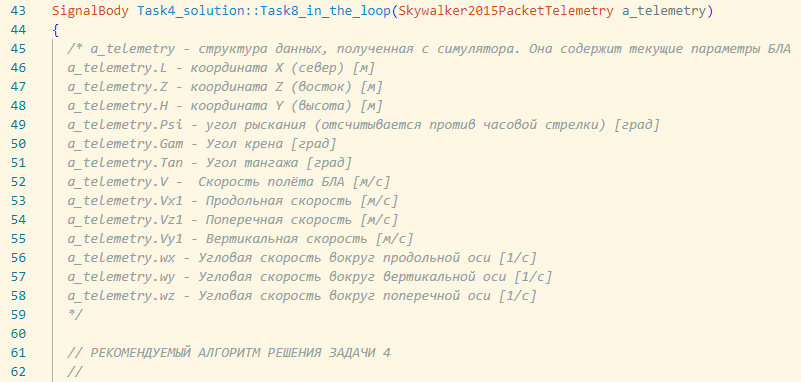 43 SignalBody Task4_solution::Task8_in_the_loop(Skywalker2015PacketTelemetry a_telemetry)
44 {
45 /* a_telemetry - структура данных, полученная с симулятора. Она содержит текущие параметры БЛА
46 a_telemetry.L - координата X (север) [м]
47 a_telemetry.Z - координата Z (восток) [м]
48 a_telemetry.H - координата Y (высота) [м]
49 a_telemetry.Psi - угол рыскания (отсчитывается против часовой стрелки) [град]
50 a_telemetry.Gam - Угол крена [град]
51 a_telemetry.Tan - Угол тангажа [град]
52 a_telemetry.V -  Скорость полёта БЛА [м/с]
53 a_telemetry.Vx1 - Продольная скорость [м/с]
54 a_telemetry.Vz1 - Поперечная скорость [м/с]
55 a_telemetry.Vy1 - Вертикальная скорость [м/с]
56 a_telemetry.wx - Угловая скорость вокруг продольной оси [1/с]
57 a_telemetry.wy - Угловая скорость вокруг вертикальной оси [1/с]
58 a_telemetry.wz - Угловая скорость вокруг поперечной оси [1/с]
59 */
60
61 // РЕКОМЕНДУЕМЫЙ АЛГОРИТМ РЕШЕНИЯ ЗАДАЧИ 4
62 //